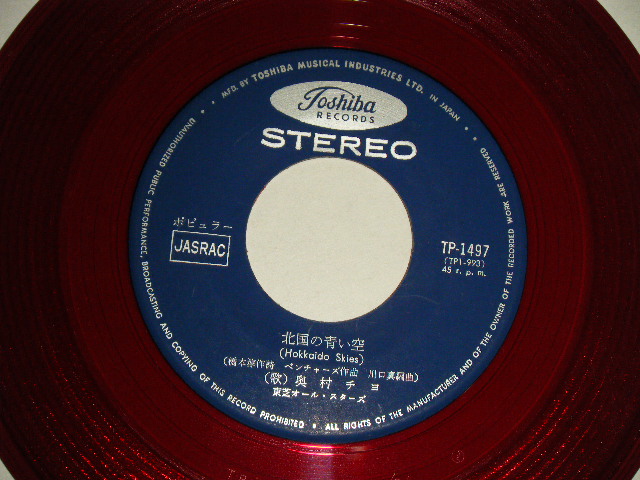 MFD. BY TOSHIBA MUSICAL INDUSTRIES LTD. IN JAPAN •
Toshiba
RECORDS
STEREO
ポピュラー
JASRAC
TP-1497
(TP1-993)
45 r. p. m.
北国の青い空
(Hokkaido Skies)
(橋本淳作詩 ベンチャーズ作曲 川口真編曲)
(歌) 奥村チヨ
東芝オール・スターズ
UNAUTHORIZED PUBLIC PERFORMANCE, BROADCASTING AND COPYING OF THIS RECORD PROHIBITED • ALL RIGHTS OF THE MANUFACTURER AND OF THE OWNER OF THE RECORDED WORK ARE RESERVED